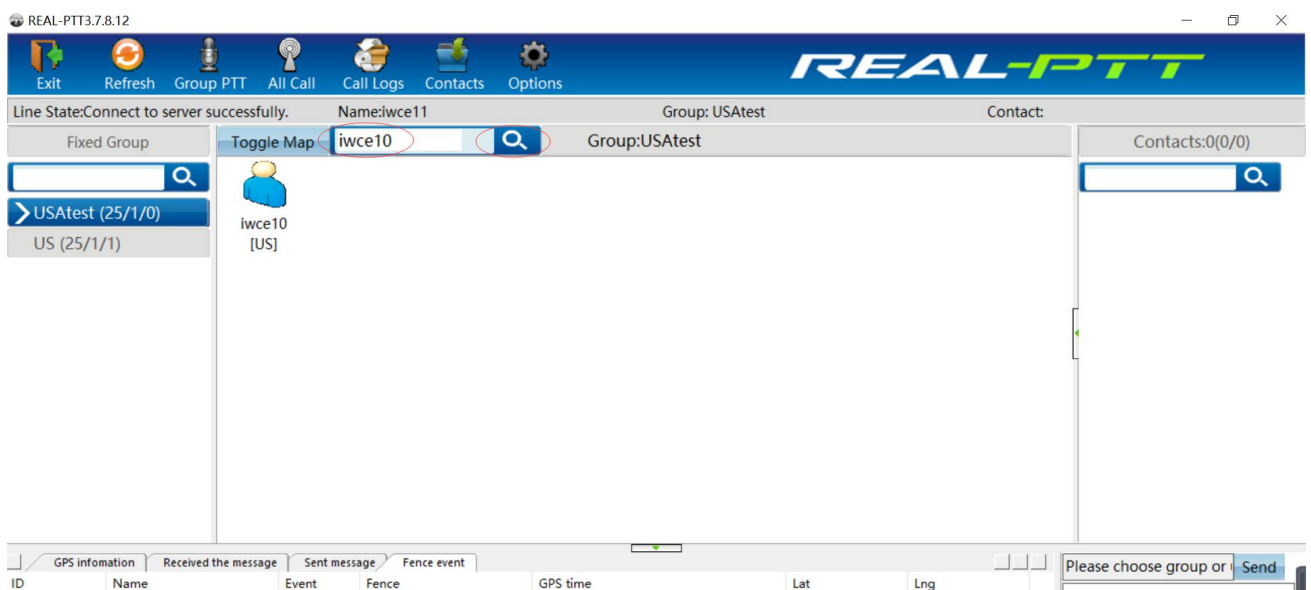 REAL-PTT3.7.8.12
Exit Refresh Group PTT All Call Call Logs Contacts Options
REAL-PTT
Line State:Connect to server successfully. Name:iwce11 Group: USAtest Contact:
Fixed Group Toggle Map iwce10 Group:USAtest Contacts:0(0/0)
USAtest (25/1/0)
US (25/1/1)
iwce10
[US]
GPS infomation Received the message Sent message Fence event
Please choose group or Send
ID Name Event Fence GPS time Lat Lng